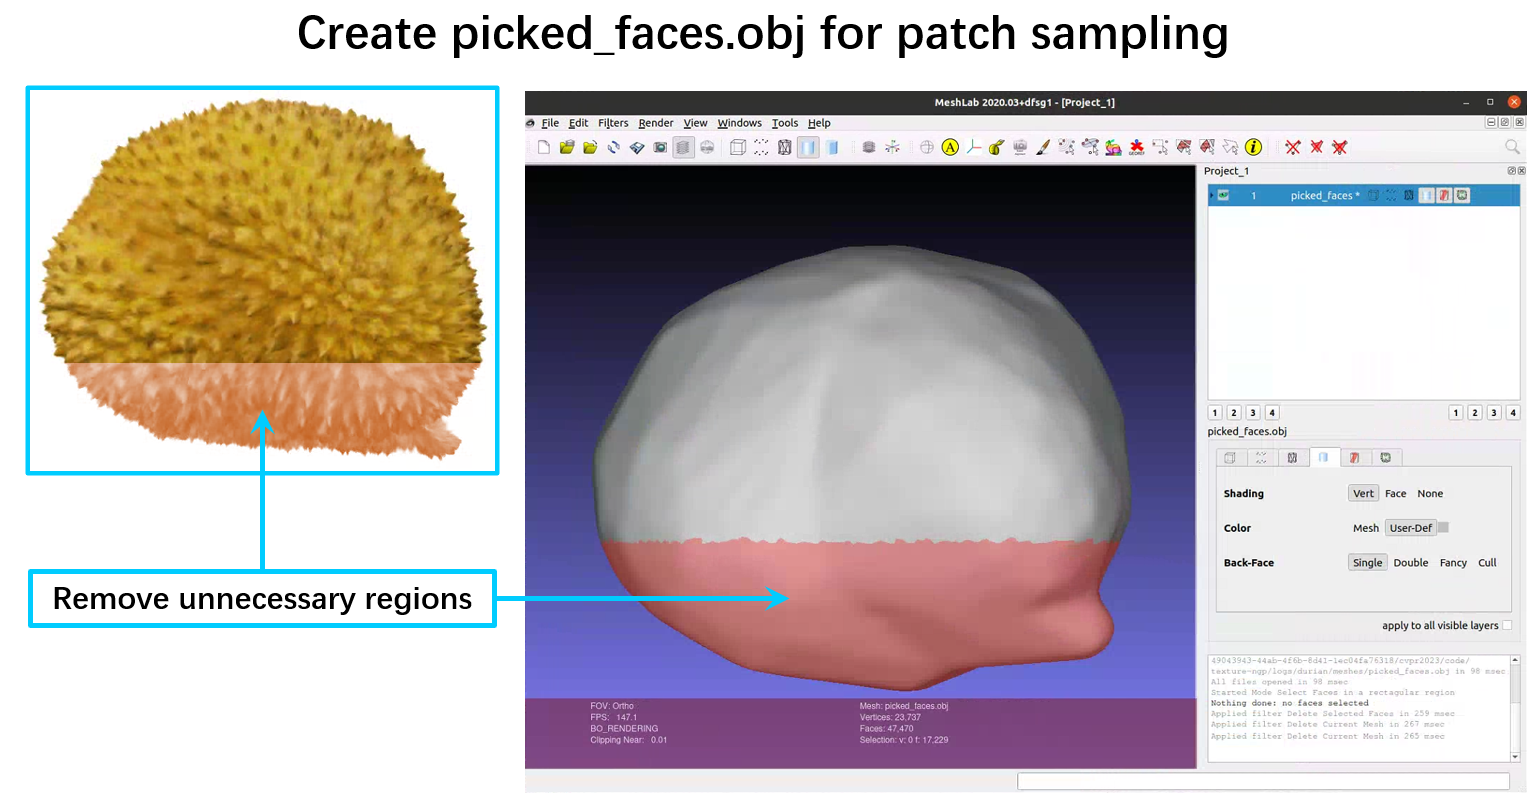 Create picked_faces.obj for patch sampling
Remove unnecessary regions
MeshLab 2020.03+dfsg1 - [Project_1]
File Edit Filters Render View Windows Tools Help
Project_1
1 picked_faces *
1 2 3 4 1 2 3 4
picked_faces.obj
Shading Vert Face None
Color Mesh User-Def
Back-Face Single Double Fancy Cull
apply to all visible layers
49043943-44ab-4f6b-8d41-1ec04fa76318/cvpr2023/code/
texture-ngp/logs/durian/meshes/picked_faces.obj in 98 msec
All files opened in 98 msec
Started Mode Select Faces in a rectagular region
Nothing done: no faces selected
Applied filter Delete Selected Faces in 259 msec
Applied filter Delete Current Mesh in 267 msec
Applied filter Delete Current Mesh in 265 msec
FOV: Ortho
FPS: 147.1
BO_RENDERING
Clipping Near: 0.01
Mesh: picked_faces.obj
Vertices: 23,737
Faces: 47,470
Selection: v: 0 f: 17,229